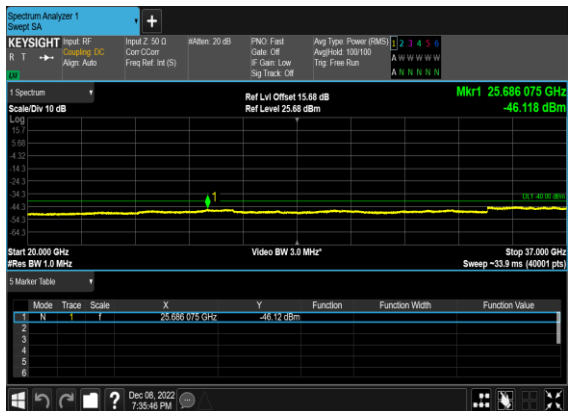 Spectrum Analyzer 1
Swept SA
+
KEYSIGHT Input: RF Input Z: 50 Ω #Atten: 20 dB PNO: Fast Avg Type: Power (RMS) 1 2 3 4 5 6
R T Coupling: DC Corr CCorr Gate: Off Avg|Hold: 100/100 A W W W W W
Align: Auto Freq Ref: Int (S) IF Gain: Low Trig: Free Run A N N N N N
Sig Track: Off
1 Spectrum Ref Lvl Offset 15.68 dB Mkr1 25.686 075 GHz
Scale/Div 10 dB Ref Level 25.68 dBm -46.118 dBm
Log
15.7
5.68
-4.32
-14.3
-24.3
-34.3
1
DL1 -40.00 dBm
-44.3
-54.3
-64.3
Start 20.000 GHz Video BW 3.0 MHz* Stop 37.000 GHz
#Res BW 1.0 MHz Sweep ~33.9 ms (40001 pts)
5 Marker Table
Mode Trace Scale X Y Function Function Width Function Value
1 N 1 f 25.686 075 GHz -46.12 dBm
2
3
4
5
6
? Dec 08, 2022
7:35:46 PM